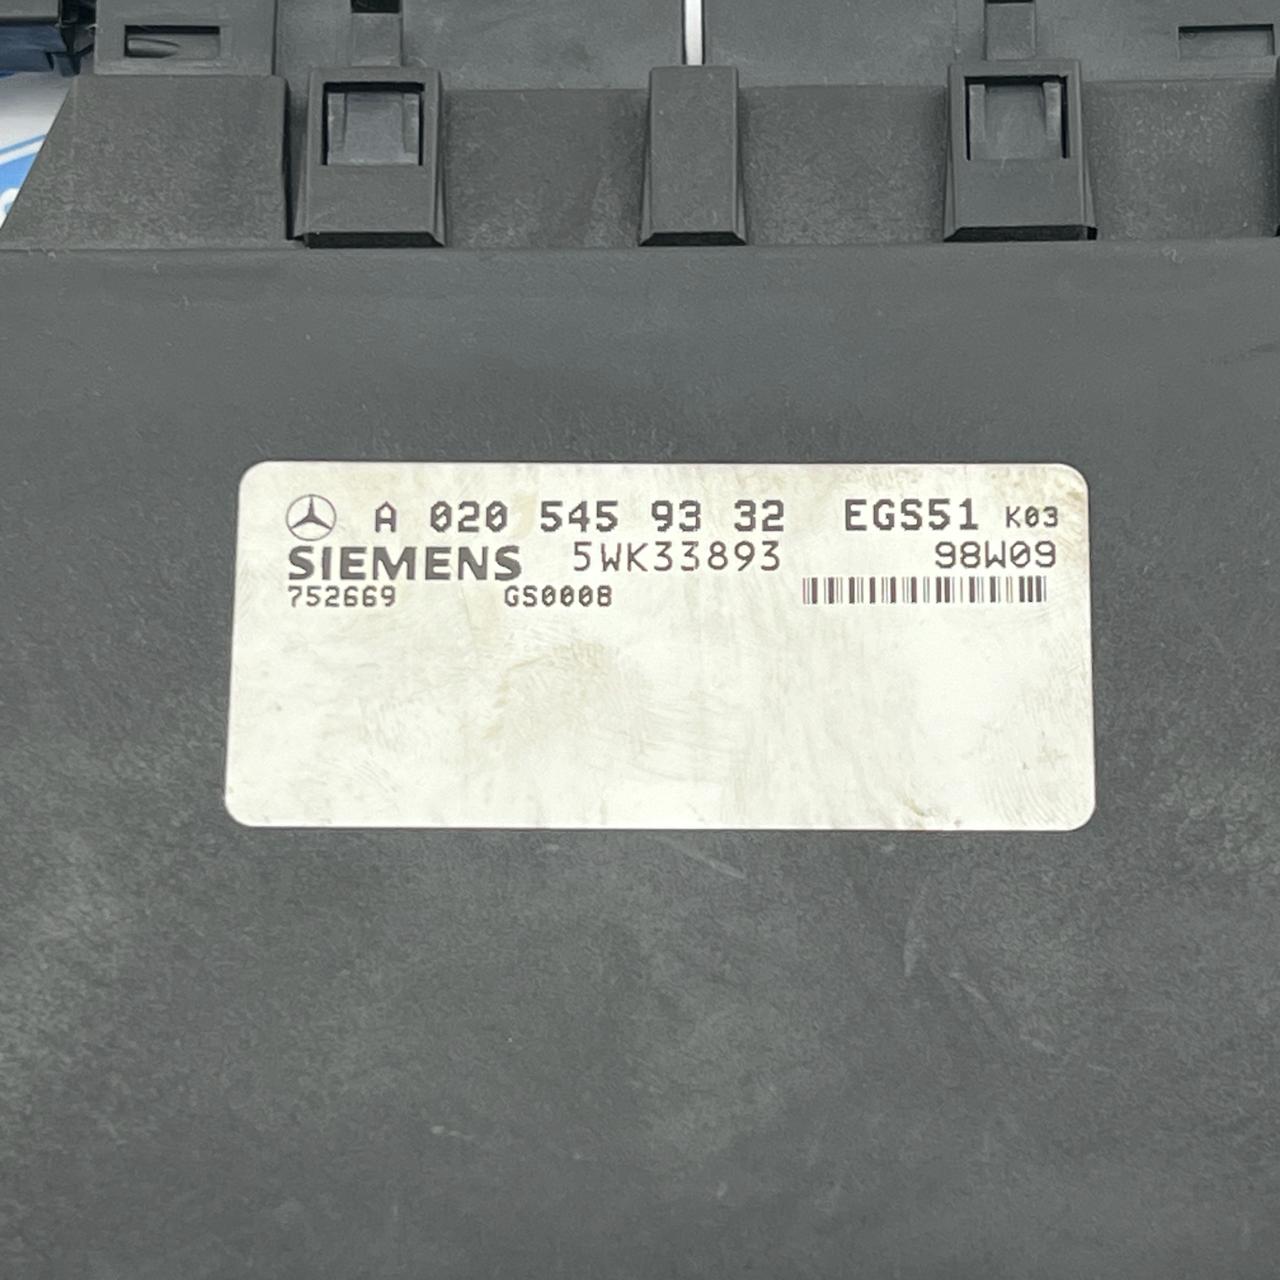 A 020 545 93 32 EGS51 K03
SIEMENS 5WK33893 98W09
752669 GS0008